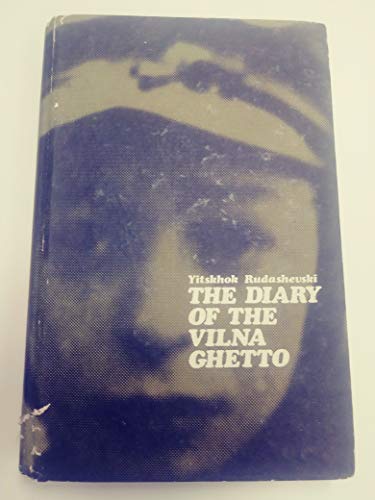 Yitskhok Rudashevski
THE DIARY
OF THE
VILNA
GHETTO